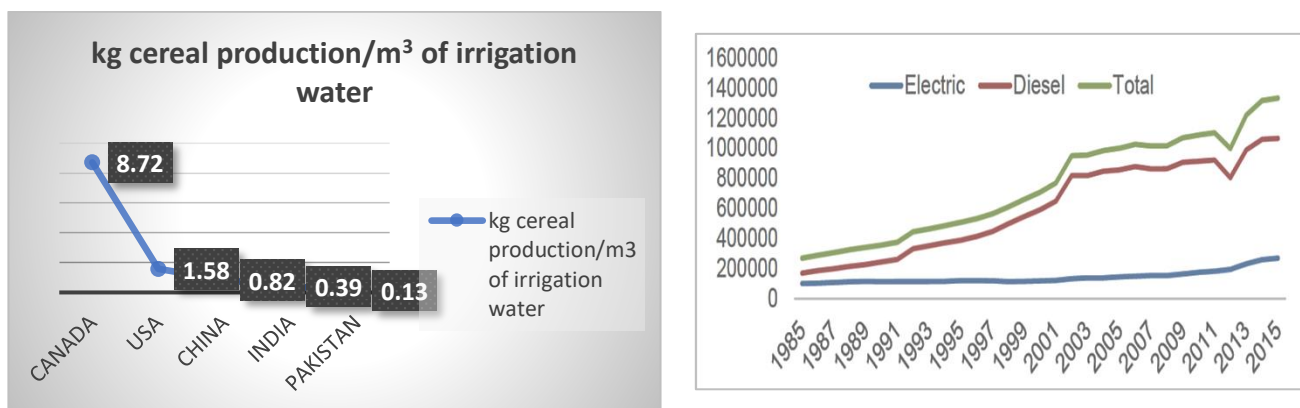 kg cereal production/m³ of irrigation
water
8.72
1.58
0.82
0.39
0.13
kg cereal
production/m3
of irrigation
water
CANADA
USA
CHINA
INDIA
PAKISTAN
1600000
1400000
1200000
1000000
800000
600000
400000
200000
0
Electric Diesel Total
1985
1987
1989
1991
1993
1995
1997
1999
2001
2003
2005
2007
2009
2011
2013
2015